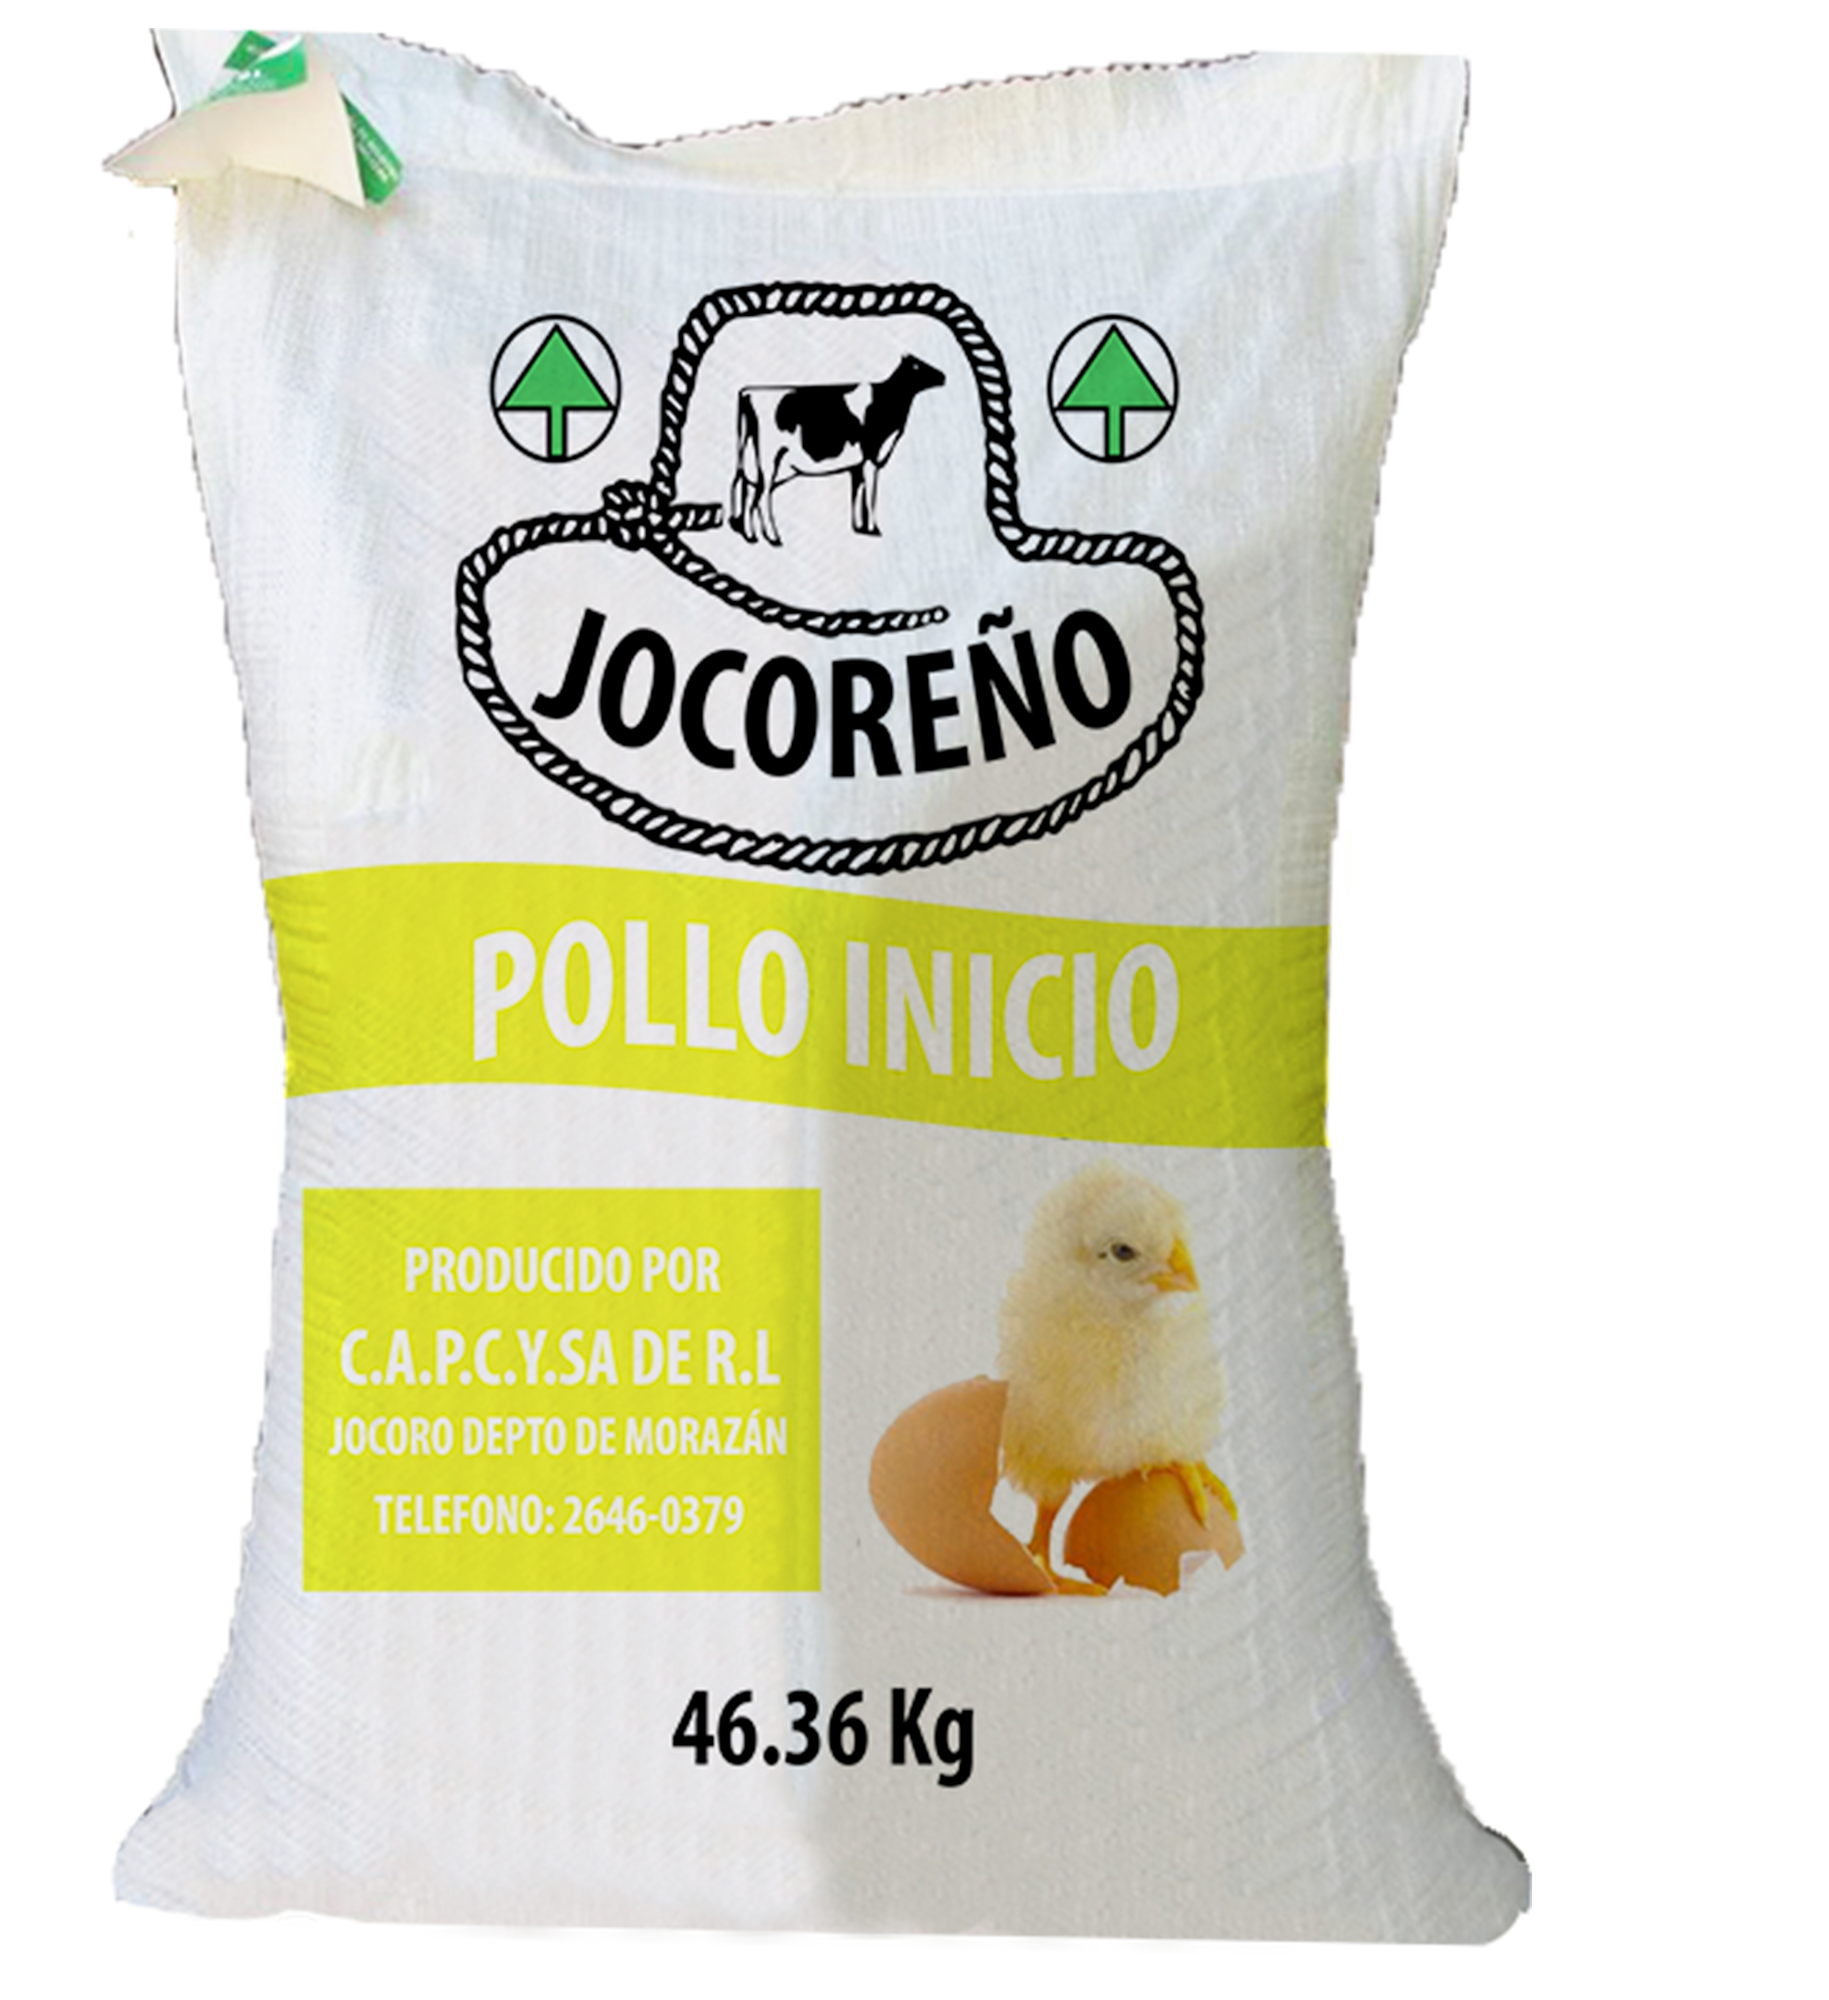 JOCOREÑO
POLLO INICIO
PRODUCIDO POR
C.A.P.C.Y.SA DE R.L
JOCORO DEPTO DE MORAZÁN
TELEFONO: 2646-0379
46.36 Kg